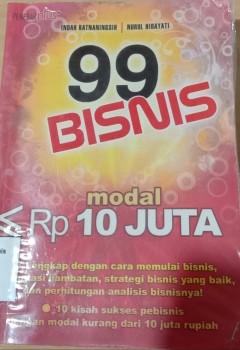 INDAH RATNANINGSIH | NURUL HIDAYATI
99
BISNIS
modal
< Rp 10 JUTA
lengkap dengan cara memulai bisnis,
hambatan, strategi bisnis yang baik,
perhitungan analisis bisnisnya!
10 kisah sukses pebisnis
modal kurang dari 10 juta rupiah